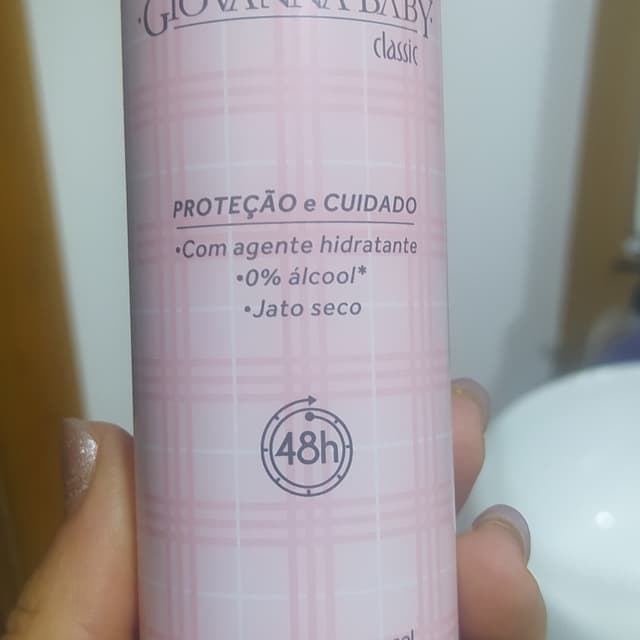 ·GIOVANNA BABY·
classic
PROTEÇÃO e CUIDADO
•Com agente hidratante
•0% álcool*
•Jato seco
48h